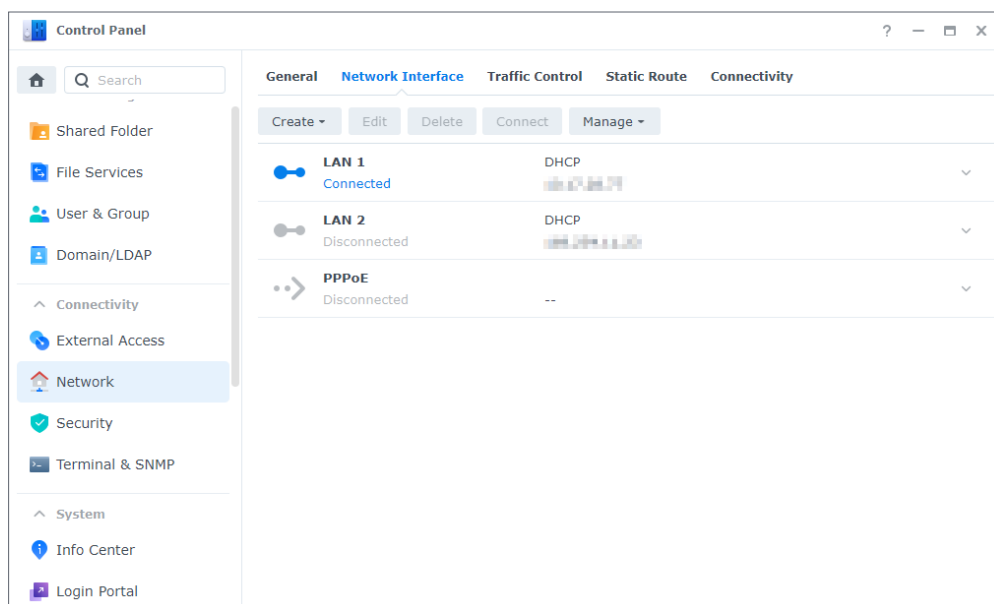 Control Panel
Search
General Network Interface Traffic Control Static Route Connectivity
Create Edit Delete Connect Manage
Shared Folder
File Services
User & Group
Domain/LDAP
Connectivity
External Access
Network
Security
Terminal & SNMP
System
Info Center
Login Portal
LAN 1 DHCP
Connected
LAN 2 DHCP
Disconnected
PPPoE
Disconnected --